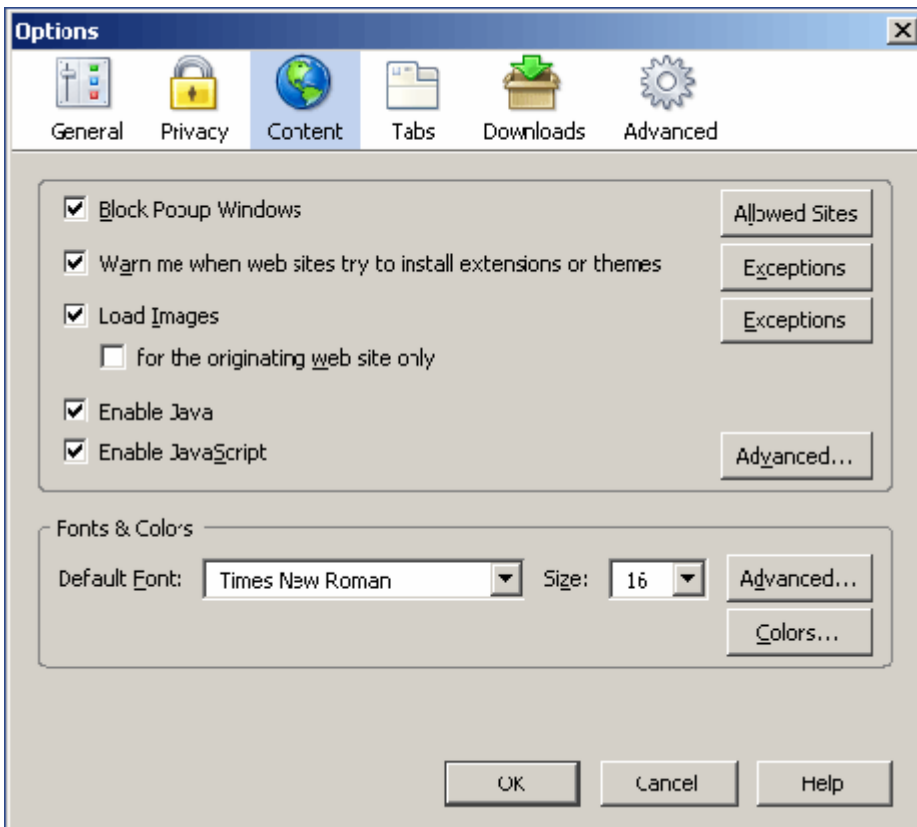 Options
General Privacy Content Tabs Downloads Advanced
Block Popup Windows Allowed Sites
Warn me when web sites try to install extensions or themes Exceptions
Load Images Exceptions
for the originating web site only
Enable Java
Enable JavaScript Advanced...
Fonts & Colors
Default Font: Times New Roman Size: 16 Advanced...
Colors...
OK Cancel Help